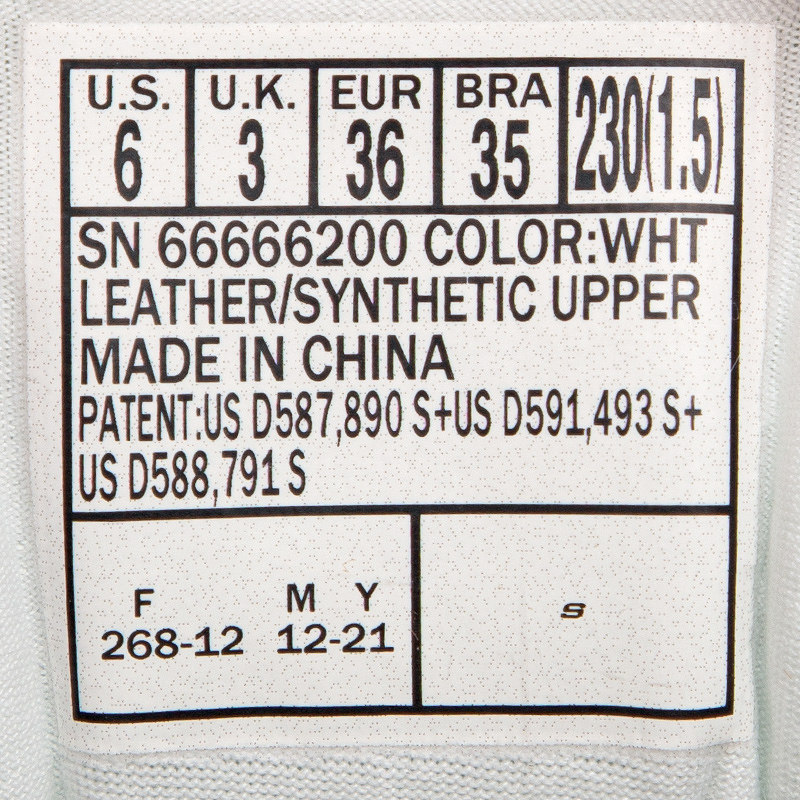 U.S. U.K. EUR BRA 230(1.5)
6 3 36 35
SN 66666200 COLOR:WHT
LEATHER/SYNTHETIC UPPER
MADE IN CHINA
PATENT:US D587,890 S+US D591,493 S+
US D588,791 S
F M Y
268-12 12-21
S